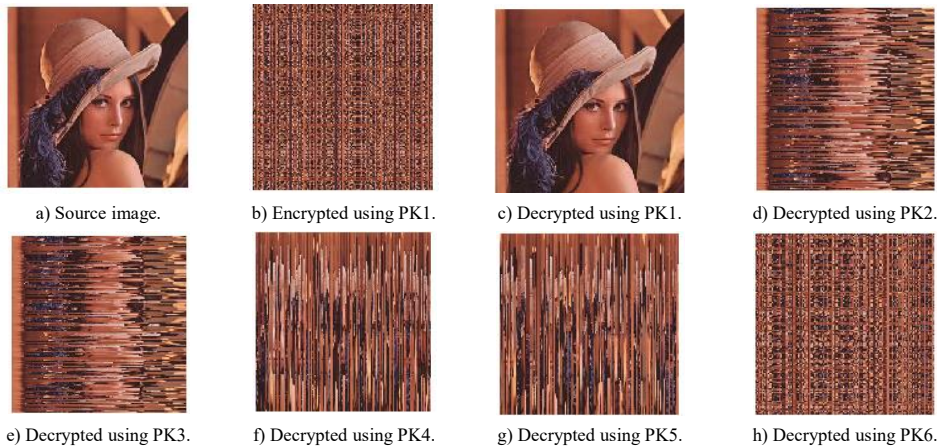 a) Source image.
b) Encrypted using PK1.
c) Decrypted using PK1.
d) Decrypted using PK2.
e) Decrypted using PK3.
f) Decrypted using PK4.
g) Decrypted using PK5.
h) Decrypted using PK6.